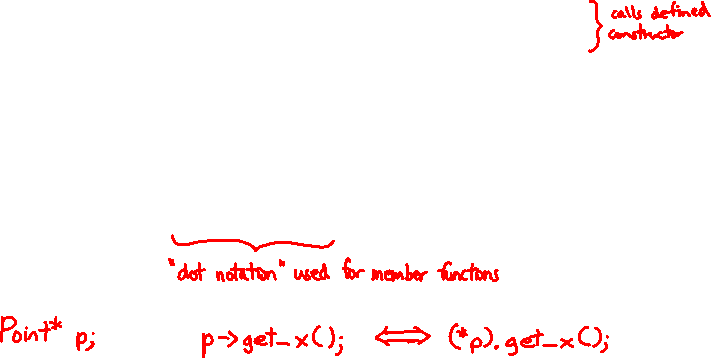 calls defined
constructor
"dot notation" used for member functions
Point* p; p->get_x(); ⟺ (*p).get_x();